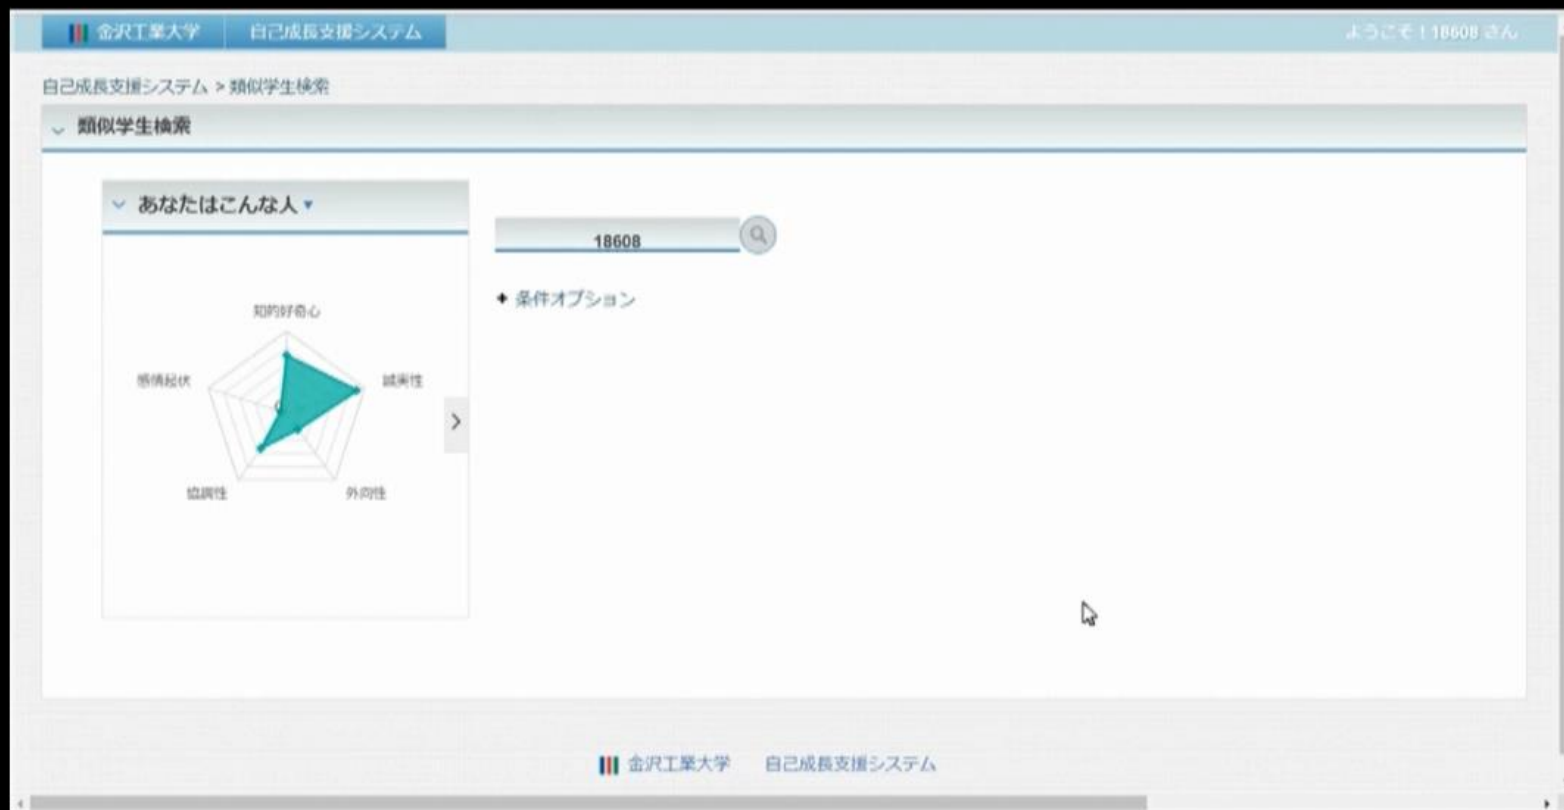 金沢工業大学 自己成長支援システム ようこそ！18608 さん
自己成長支援システム > 類似学生検索
類似学生検索
あなたはこんな人
18608
条件オプション
知的好奇心
感情起伏
誠実性
協調性
外向性
金沢工業大学 自己成長支援システム